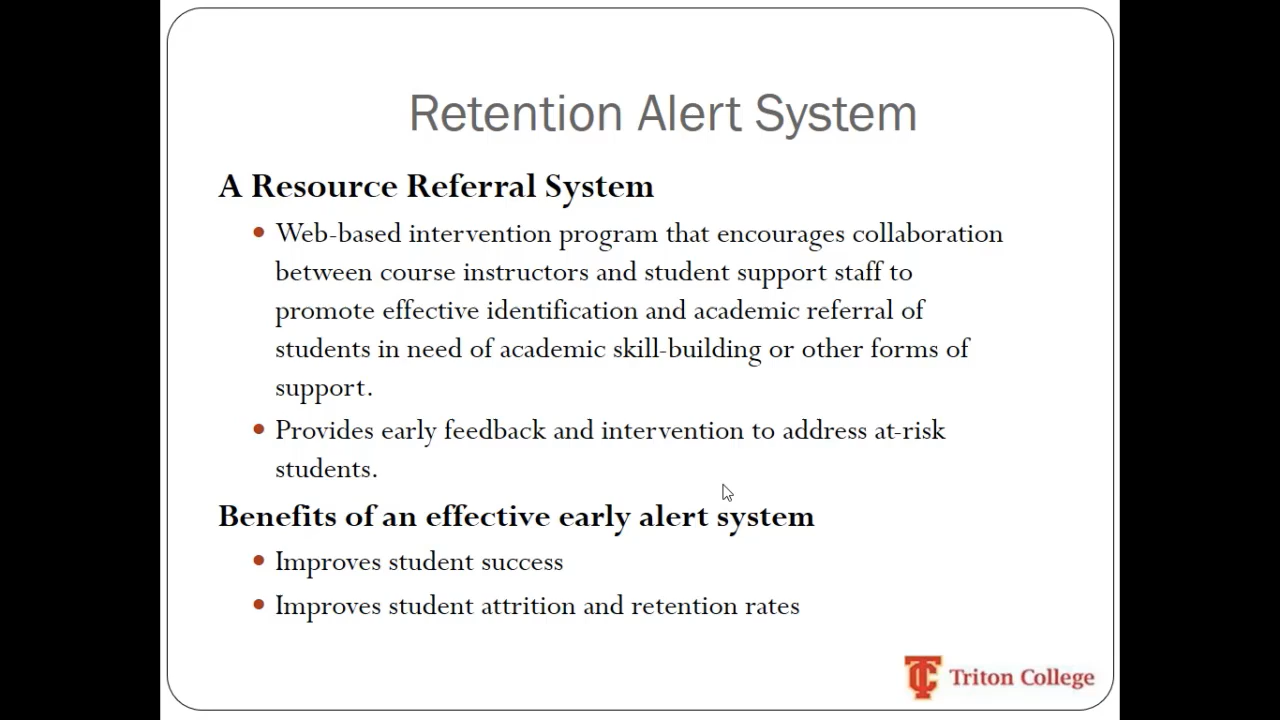 Retention Alert System
A Resource Referral System
• Web-based intervention program that encourages collaboration
between course instructors and student support staff to
promote effective identification and academic referral of
students in need of academic skill-building or other forms of
support.
• Provides early feedback and intervention to address at-risk
students.
Benefits of an effective early alert system
• Improves student success
• Improves student attrition and retention rates
TC Triton College